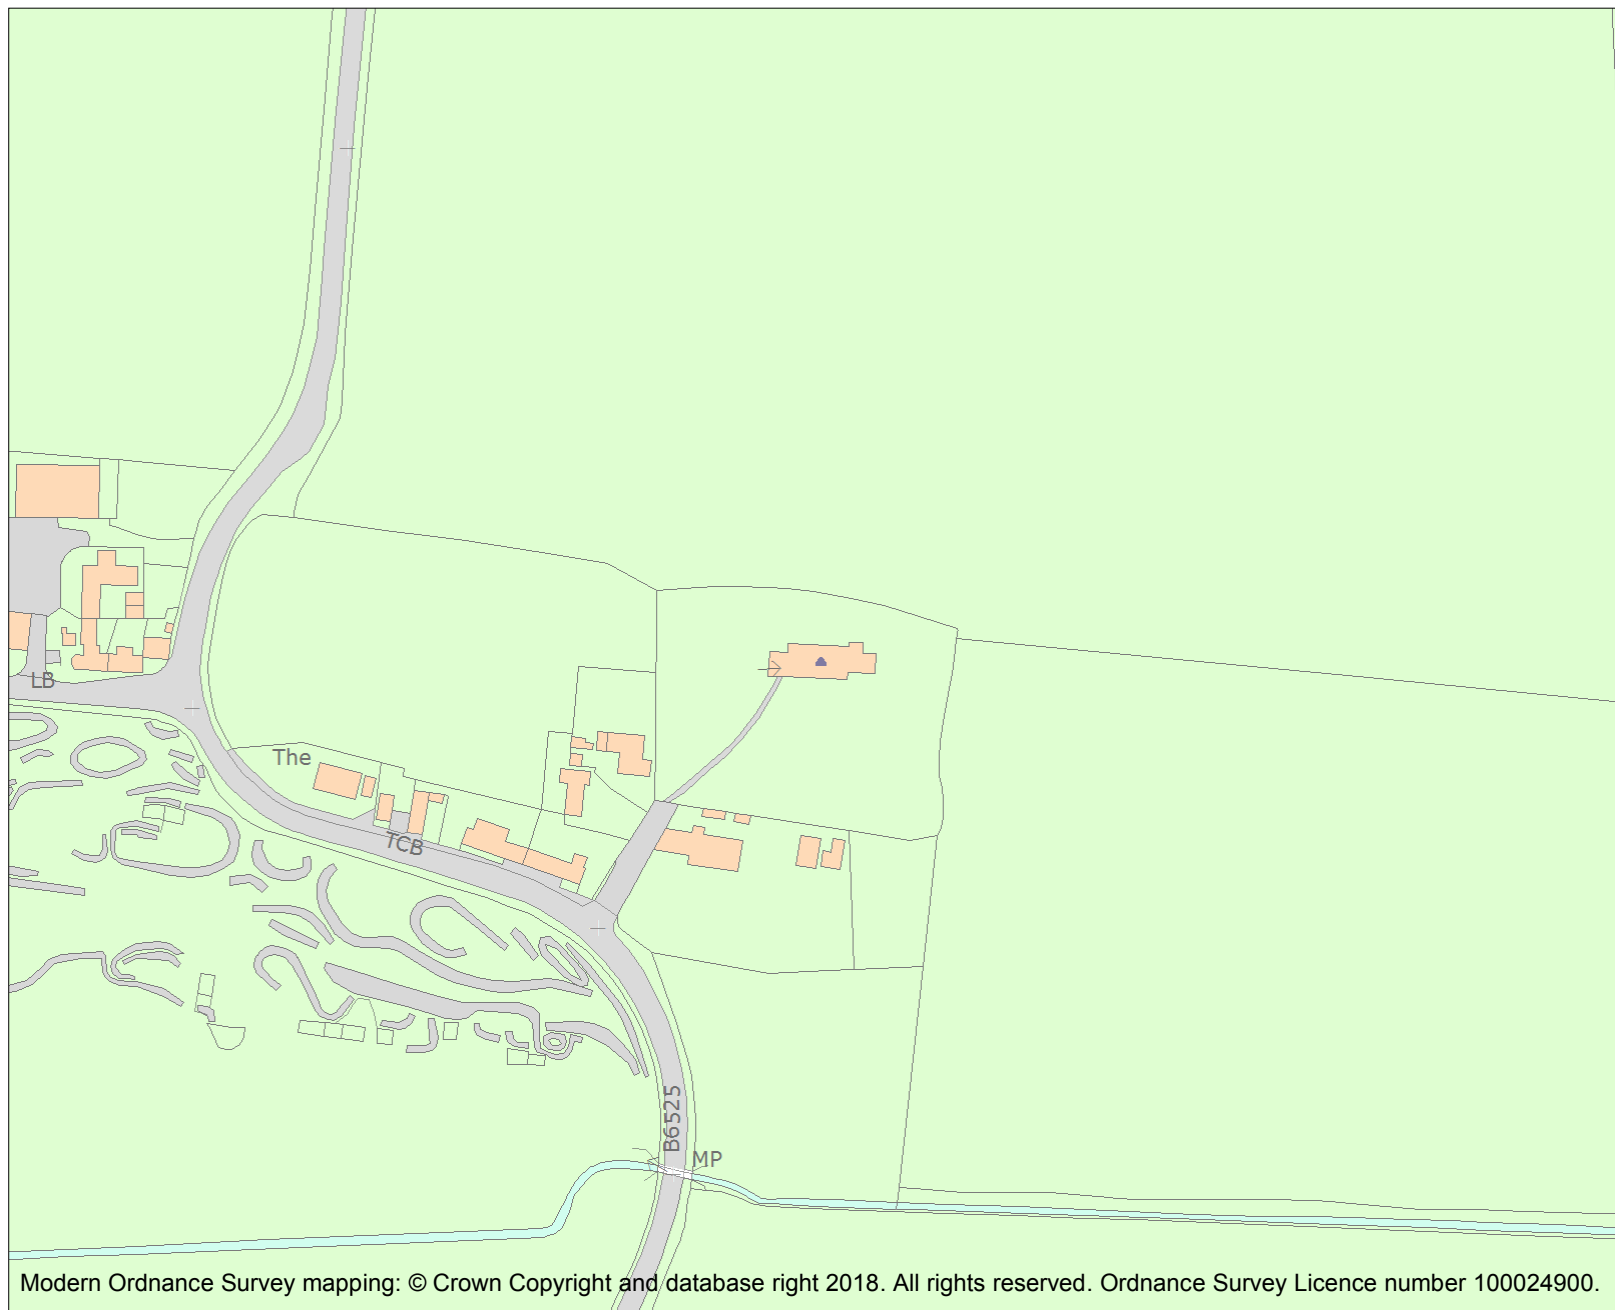 LB
The
TCB
B6525
MP
Modern Ordnance Survey mapping: © Crown Copyright and database right 2018. All rights reserved. Ordnance Survey Licence number 100024900.